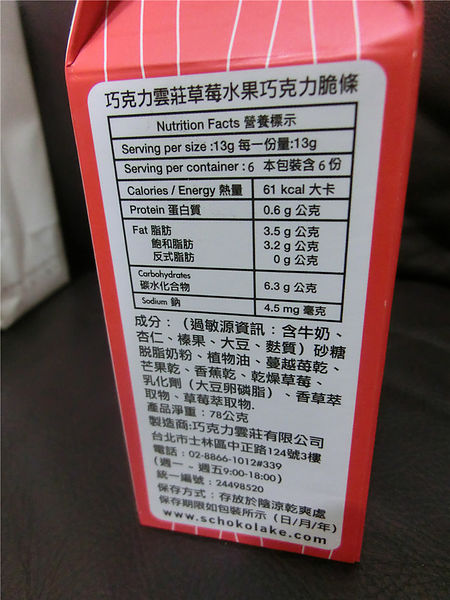 巧克力雲莊草莓水果巧克力脆條
Nutrition Facts 營養標示
Serving per size :13g 每一份量:13g
Serving per container : 6 本包裝含 6 份
Calories / Energy 熱量 61 kcal 大卡
Protein 蛋白質 0.6 g 公克
Fat 脂肪 3.5 g 公克
飽和脂肪 3.2 g 公克
反式脂肪 0 g 公克
Carbohydrates
碳水化合物 6.3 g 公克
Sodium 鈉 4.5 mg 毫克
成分：（過敏源資訊：含牛奶、
杏仁、榛果、大豆、麩質）砂糖
脱脂奶粉、植物油、蔓越苺乾、
芒果乾、香蕉乾、乾燥草莓、
乳化劑（大豆卵磷脂）、香草萃
取物、草莓萃取物.
產品淨重：78公克
製造商:巧克力雲莊有限公司
台北市士林區中正路124號3樓
電話：02-8866-1012#339
(週一～週五9:00-18:00)
統一編號：24498520
保存方式：存放於陰涼乾爽處
保存期限如包裝所示（日/月/年）
www.schokolake.com